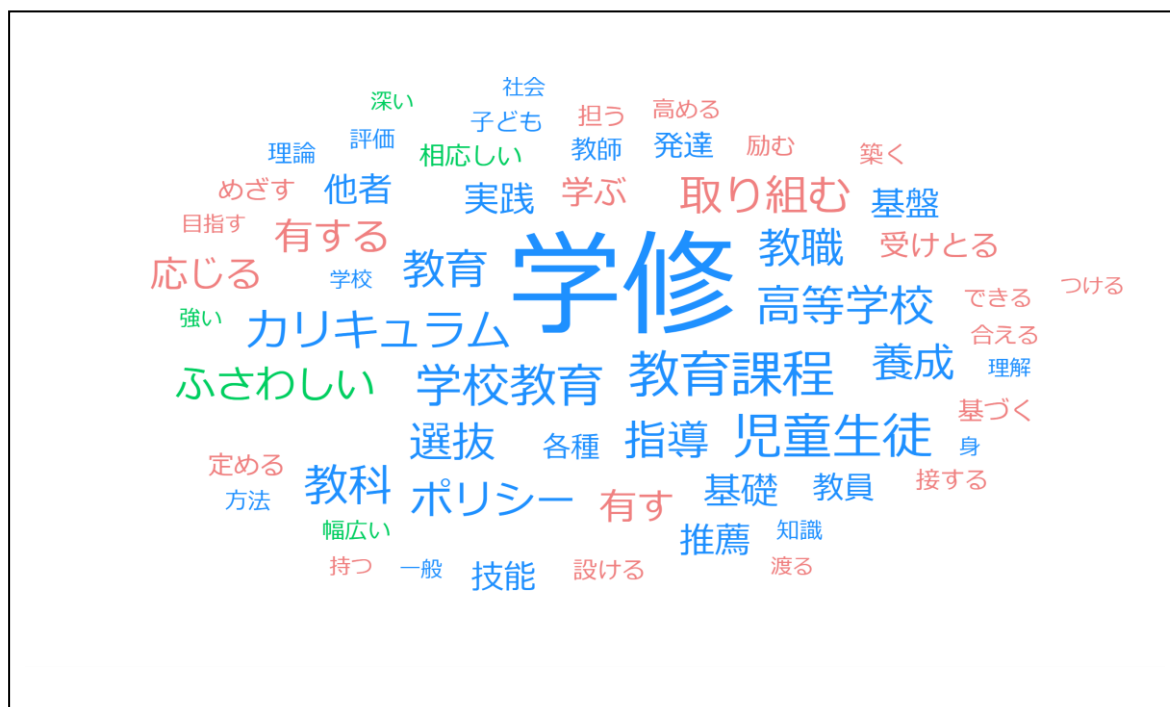 社会
深い
子ども
担う
高める
理論
評価
相応しい
教師
発達
励む
築く
めざす
他者
実践
学ぶ
取り組む
基盤
目指す
有する
学修
教職
受けとる
応じる
学校
教育
高等学校
できる
つける
強い
カリキュラム
合える
ふさわしい
学校教育
教育課程
養成
理解
選抜
各種
指導
児童生徒
基づく
身
定める
教科
方法
ポリシー
有す
基礎
教員
接する
幅広い
推薦
知識
持つ
一般
技能
設ける
渡る